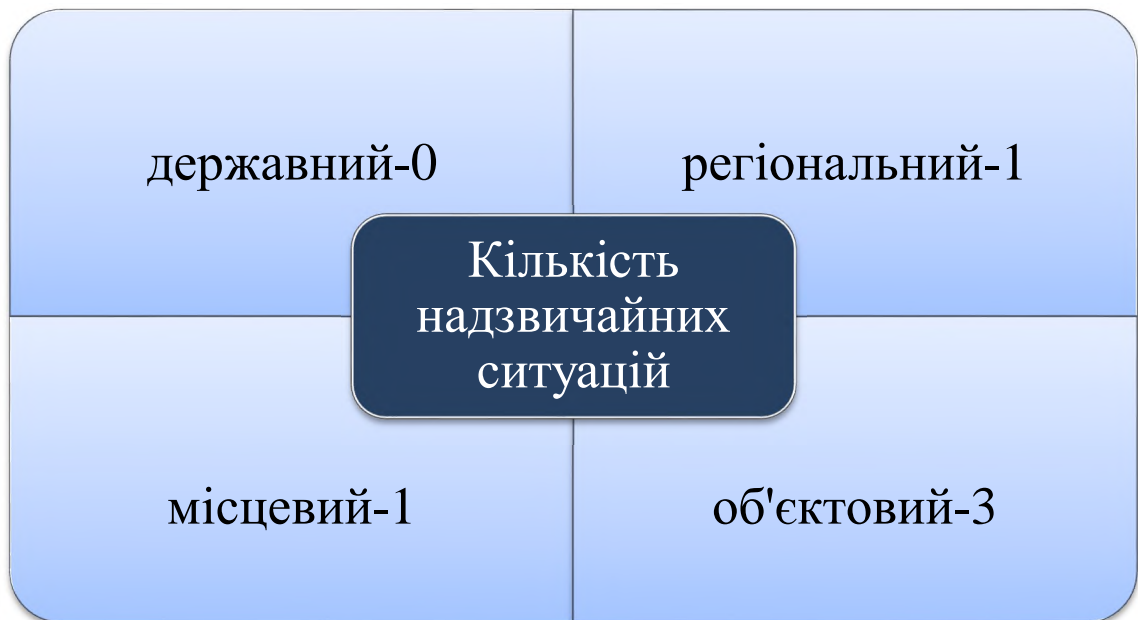 державний-0
регіональний-1
Кількість
надзвичайних
ситуацій
місцевий-1
об'єктовий-3